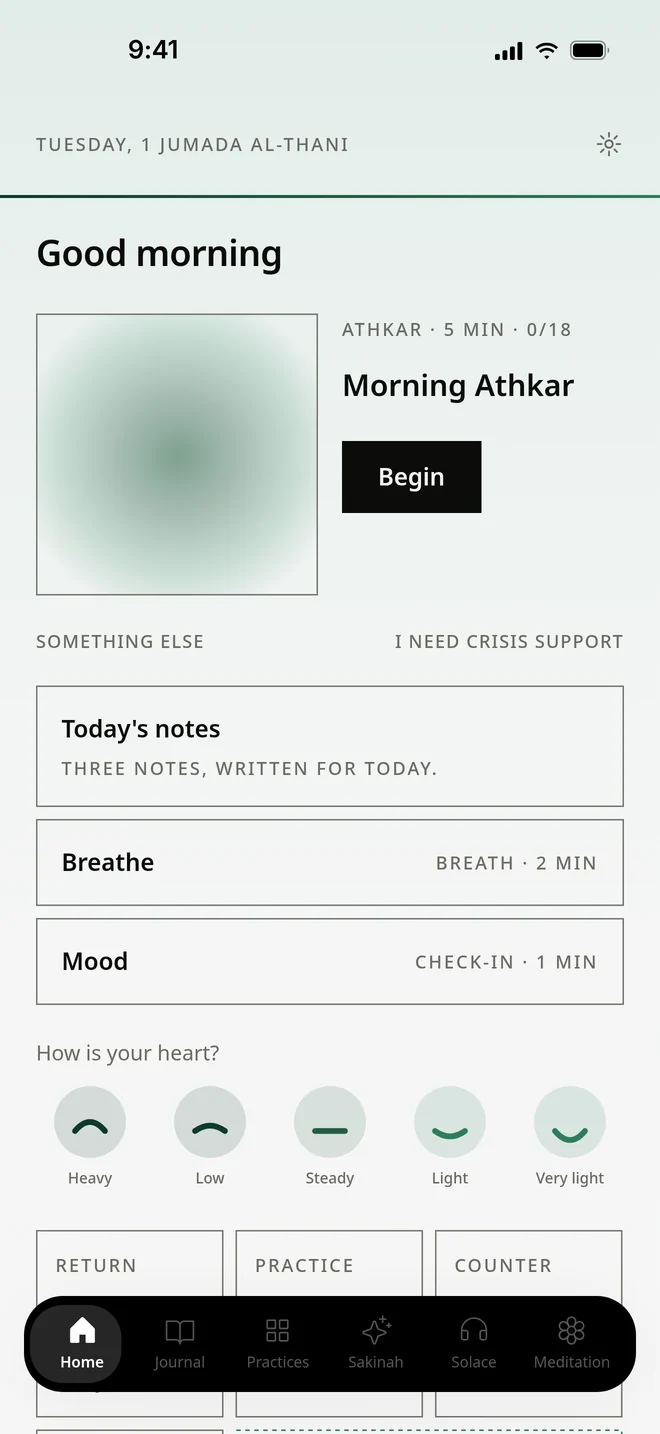 9:41
TUESDAY, 1 JUMADA AL-THANI
Good morning
ATHKAR · 5 MIN · 0/18
Morning Athkar
Begin
SOMETHING ELSE
I NEED CRISIS SUPPORT
Today's notes
THREE NOTES, WRITTEN FOR TODAY.
Breathe
BREATH · 2 MIN
Mood
CHECK-IN · 1 MIN
How is your heart?
Heavy
Low
Steady
Light
Very light
RETURN
PRACTICE
COUNTER
Home
Journal
Practices
Sakinah
Solace
Meditation